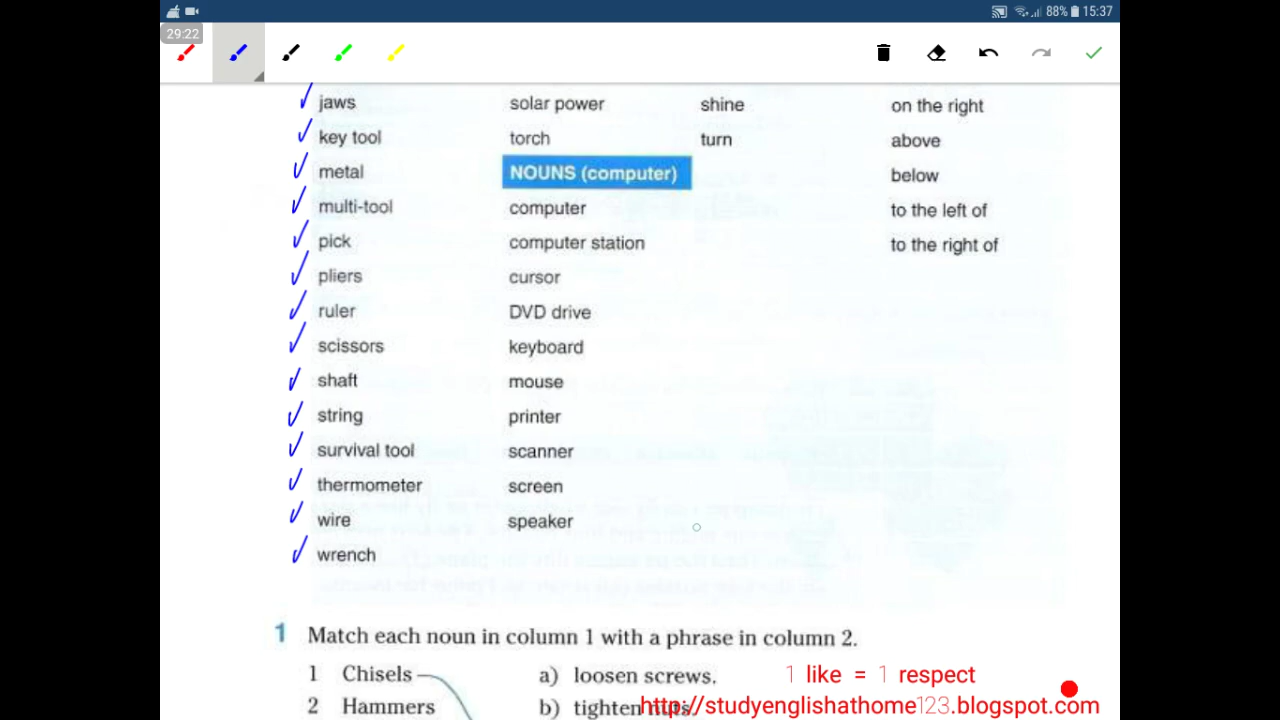 88% 15:37
29:22
jaws solar power shine on the right
key tool torch turn above
metal NOUNS (computer) below
multi-tool computer to the left of
pick computer station to the right of
pliers cursor
ruler DVD drive
scissors keyboard
shaft mouse
string printer
survival tool scanner
thermometer screen
wire speaker
wrench
1 Match each noun in column 1 with a phrase in column 2.
1 Chisels a) loosen screws. 1 like = 1 respect
2 Hammers b) tighten nuts.
http://studyenglishathome123.blogspot.com